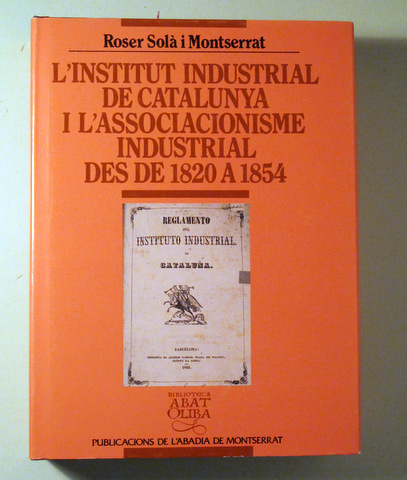 Roser Solà i Montserrat
L'INSTITUT INDUSTRIAL
DE CATALUNYA
I L'ASSOCIACIONISME
INDUSTRIAL
DES DE 1820 A 1854
REGLAMENTO
DEL
INSTITUTO INDUSTRIAL
DE
CATALUÑA.
BARCELONA:
BIBLIOTECA
ABAT
OLIBA
PUBLICACIONS DE L'ABADIA DE MONTSERRAT